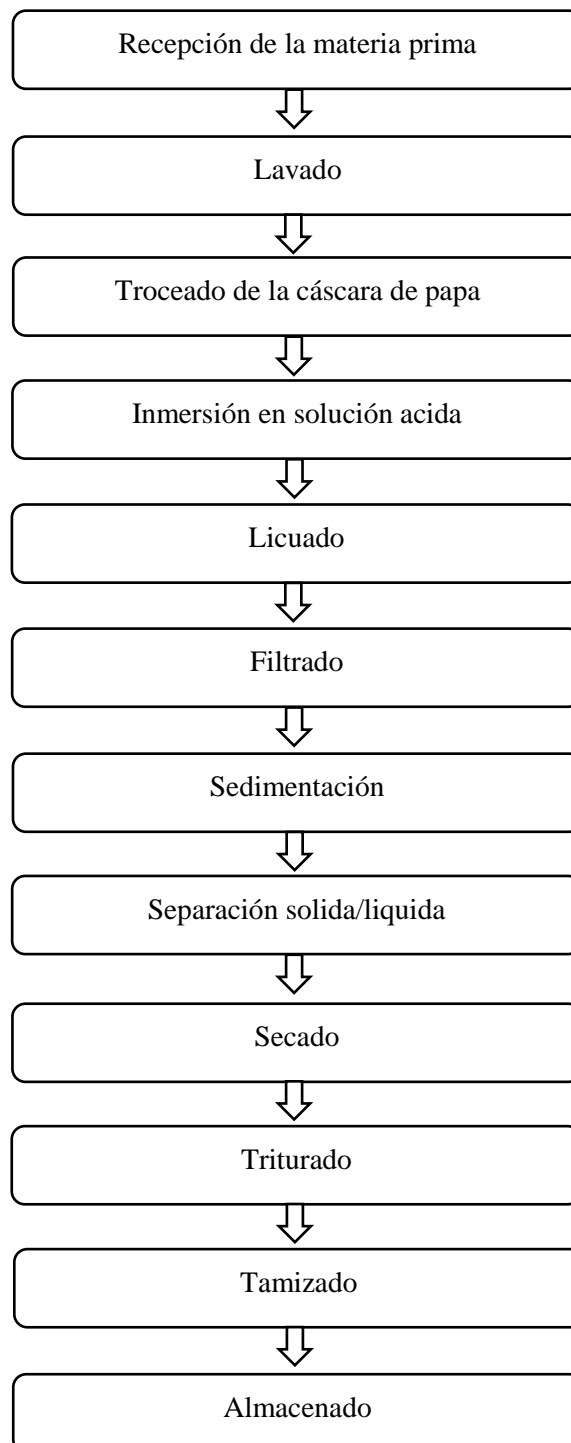 Recepción de la materia prima
Lavado
Troceado de la cáscara de papa
Inmersión en solución acida
Licuado
Filtrado
Sedimentación
Separación solida/liquida
Secado
Triturado
Tamizado
Almacenado